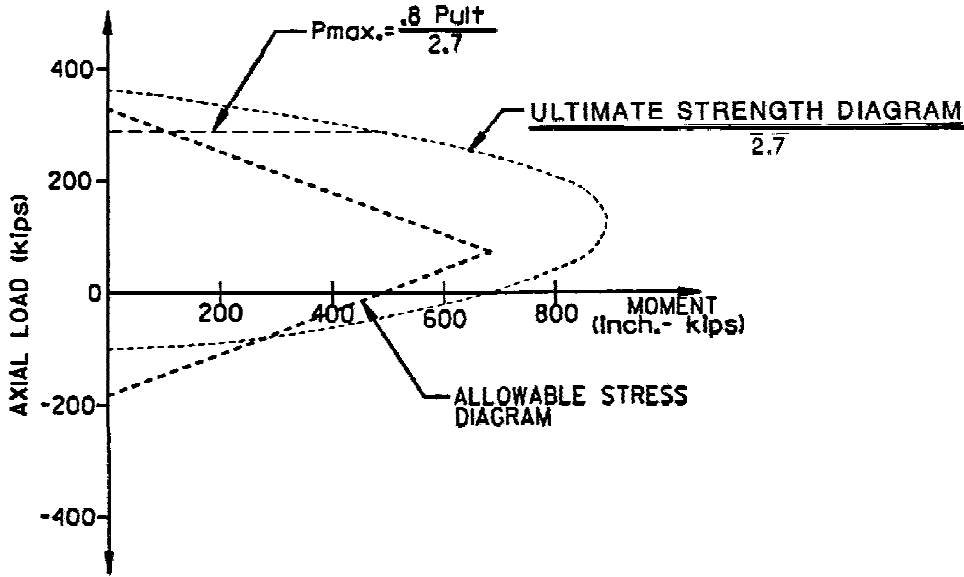 Pmax.= .8 Pult
2.7
400
ULTIMATE STRENGTH DIAGRAM
2.7
200
AXIAL LOAD (kips)
0
200
400
600
800
MOMENT
(inch.- kips)
-200
ALLOWABLE STRESS
DIAGRAM
-400